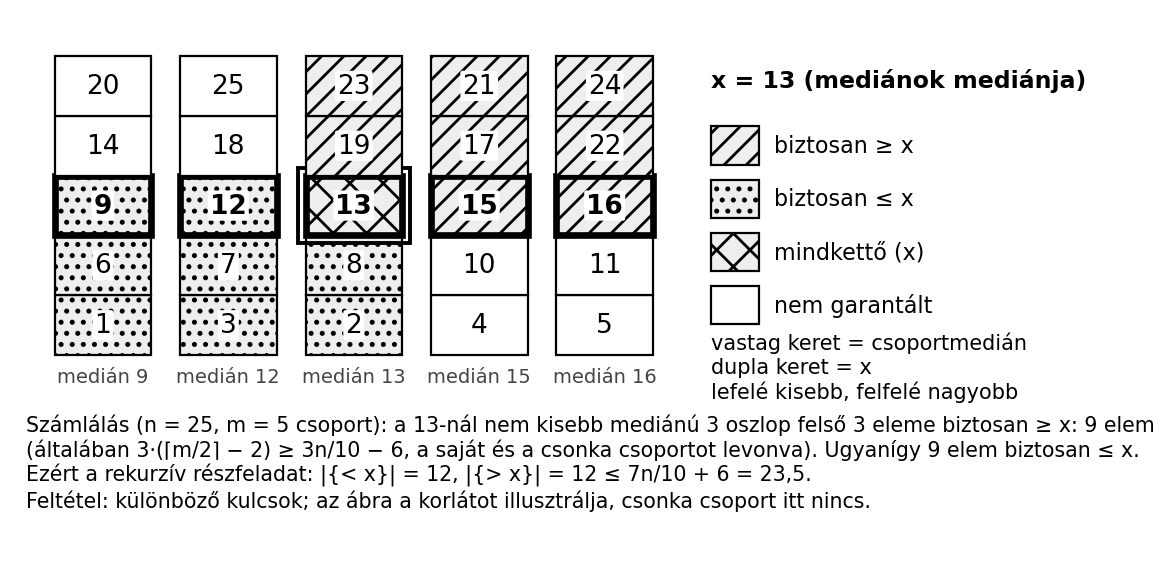 20 25 23 21 24
14 18 19 17 22
9 12 13 15 16
6 7 8 10 11
1 3 2 4 5
medián 9 medián 12 medián 13 medián 15 medián 16
x = 13 (mediánok mediánja)
biztosan ≥ x
biztosan ≤ x
mindkettő (x)
nem garantált
vastag keret = csoportmedián
dupla keret = x
lefelé kisebb, felfelé nagyobb
Számlálás (n = 25, m = 5 csoport): a 13-nál nem kisebb mediánú 3 oszlop felső 3 eleme biztosan ≥ x: 9 elem
(általában 3·(⌈m/2⌉ − 2) ≥ 3n/10 − 6, a saját és a csonka csoportot levonva). Ugyanígy 9 elem biztosan ≤ x.
Ezért a rekurzív részfeladat: |{< x}| = 12, |{> x}| = 12 ≤ 7n/10 + 6 = 23,5.
Feltétel: különböző kulcsok; az ábra a korlátot illusztrálja, csonka csoport itt nincs.